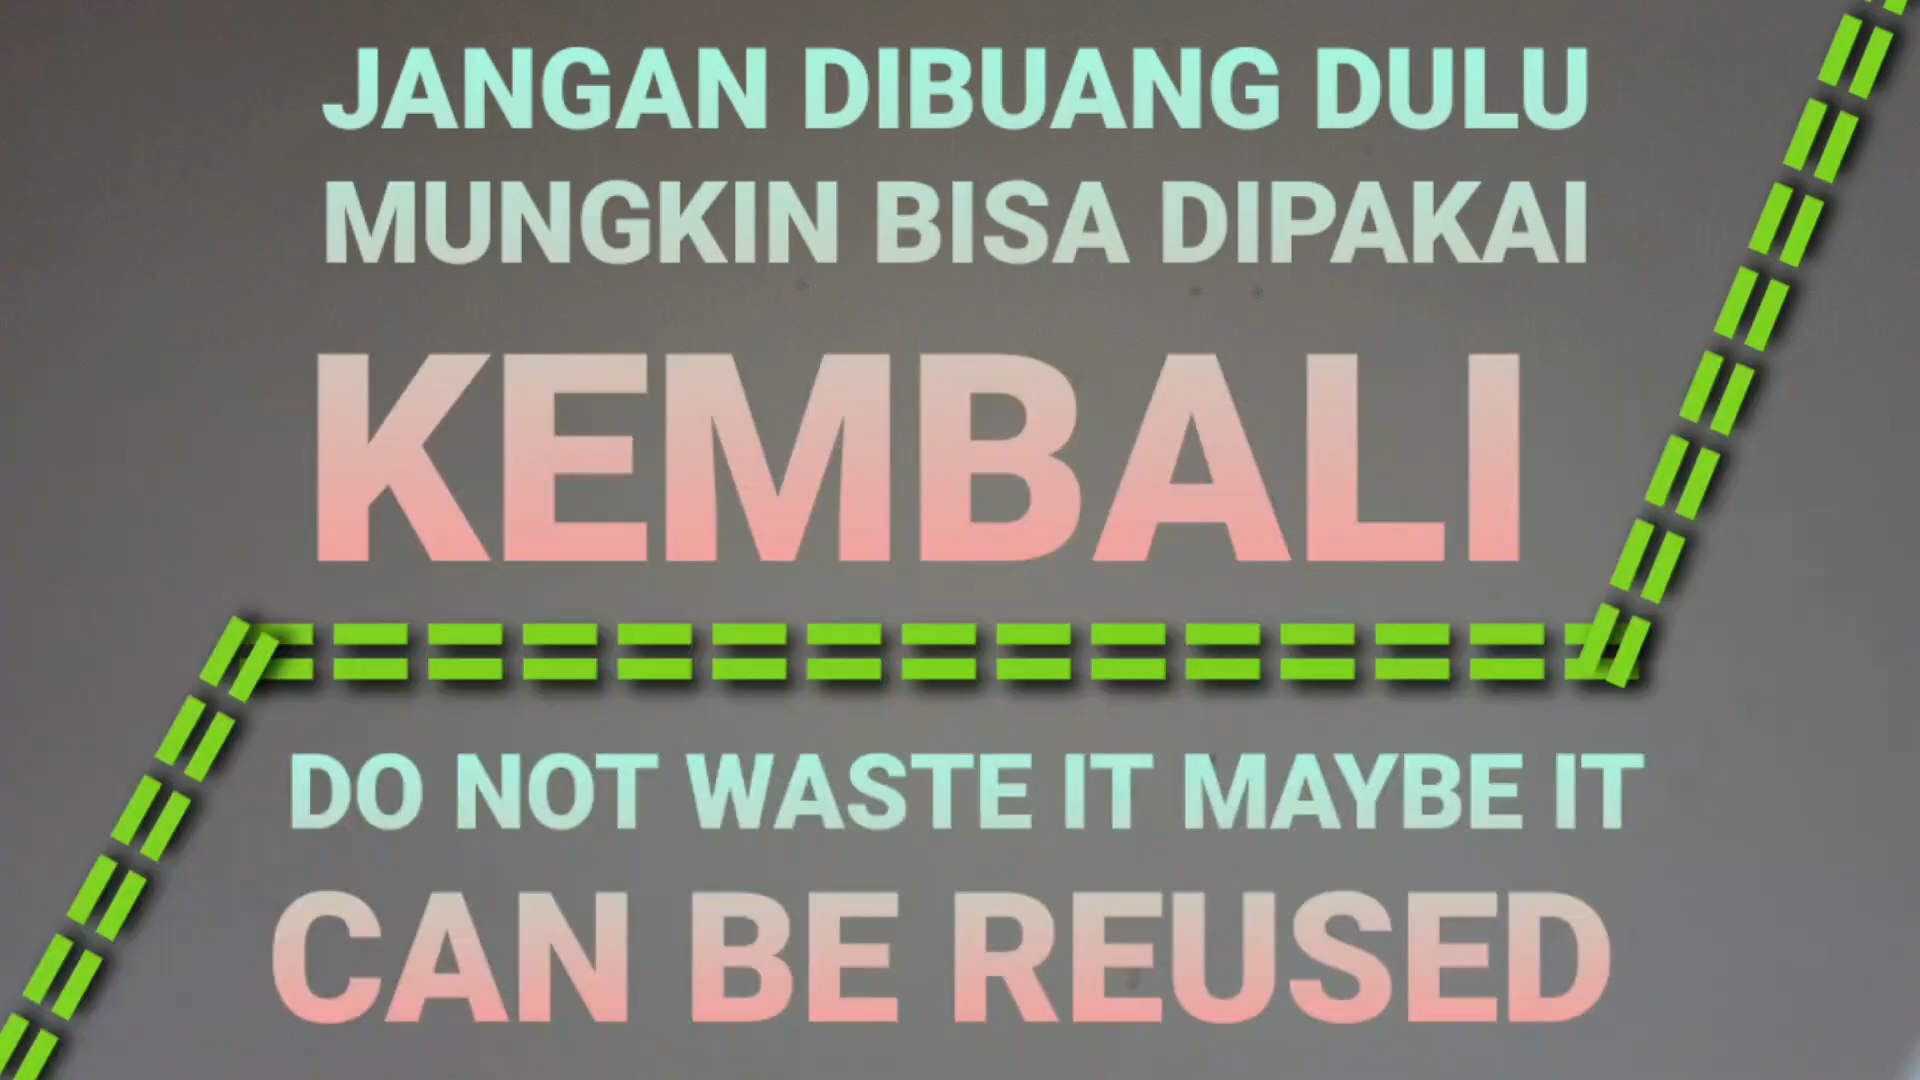 JANGAN DIBUANG DULU
MUNGKIN BISA DIPAKAI
KEMBALI
DO NOT WASTE IT MAYBE IT
CAN BE REUSED